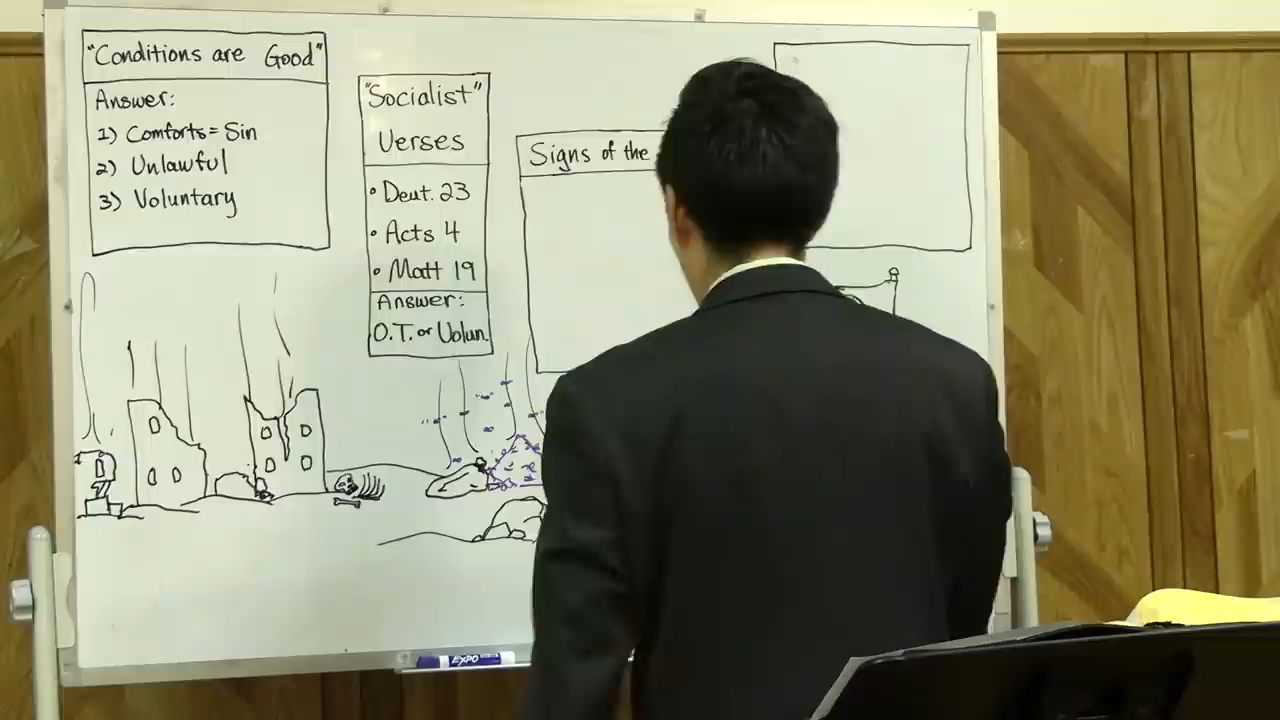 "Conditions are Good"
Answer:
1) Comforts = Sin
2) Unlawful
3) Voluntary
"Socialist"
Verses
• Deut. 23
• Acts 4
• Matt 19
Answer:
O.T. or Volun.
Signs of the
EXPO